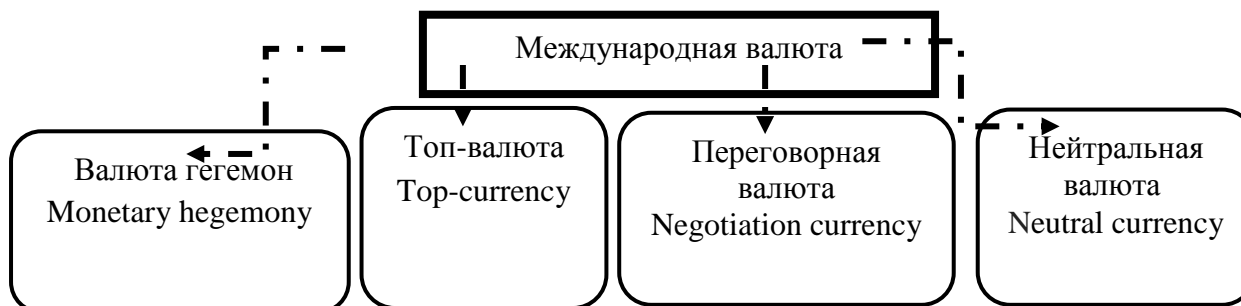 Международная валюта
Валюта гегемон
Monetary hegemony
Топ-валюта
Top-currency
Переговорная
валюта
Negotiation currency
Нейтральная
валюта
Neutral currency